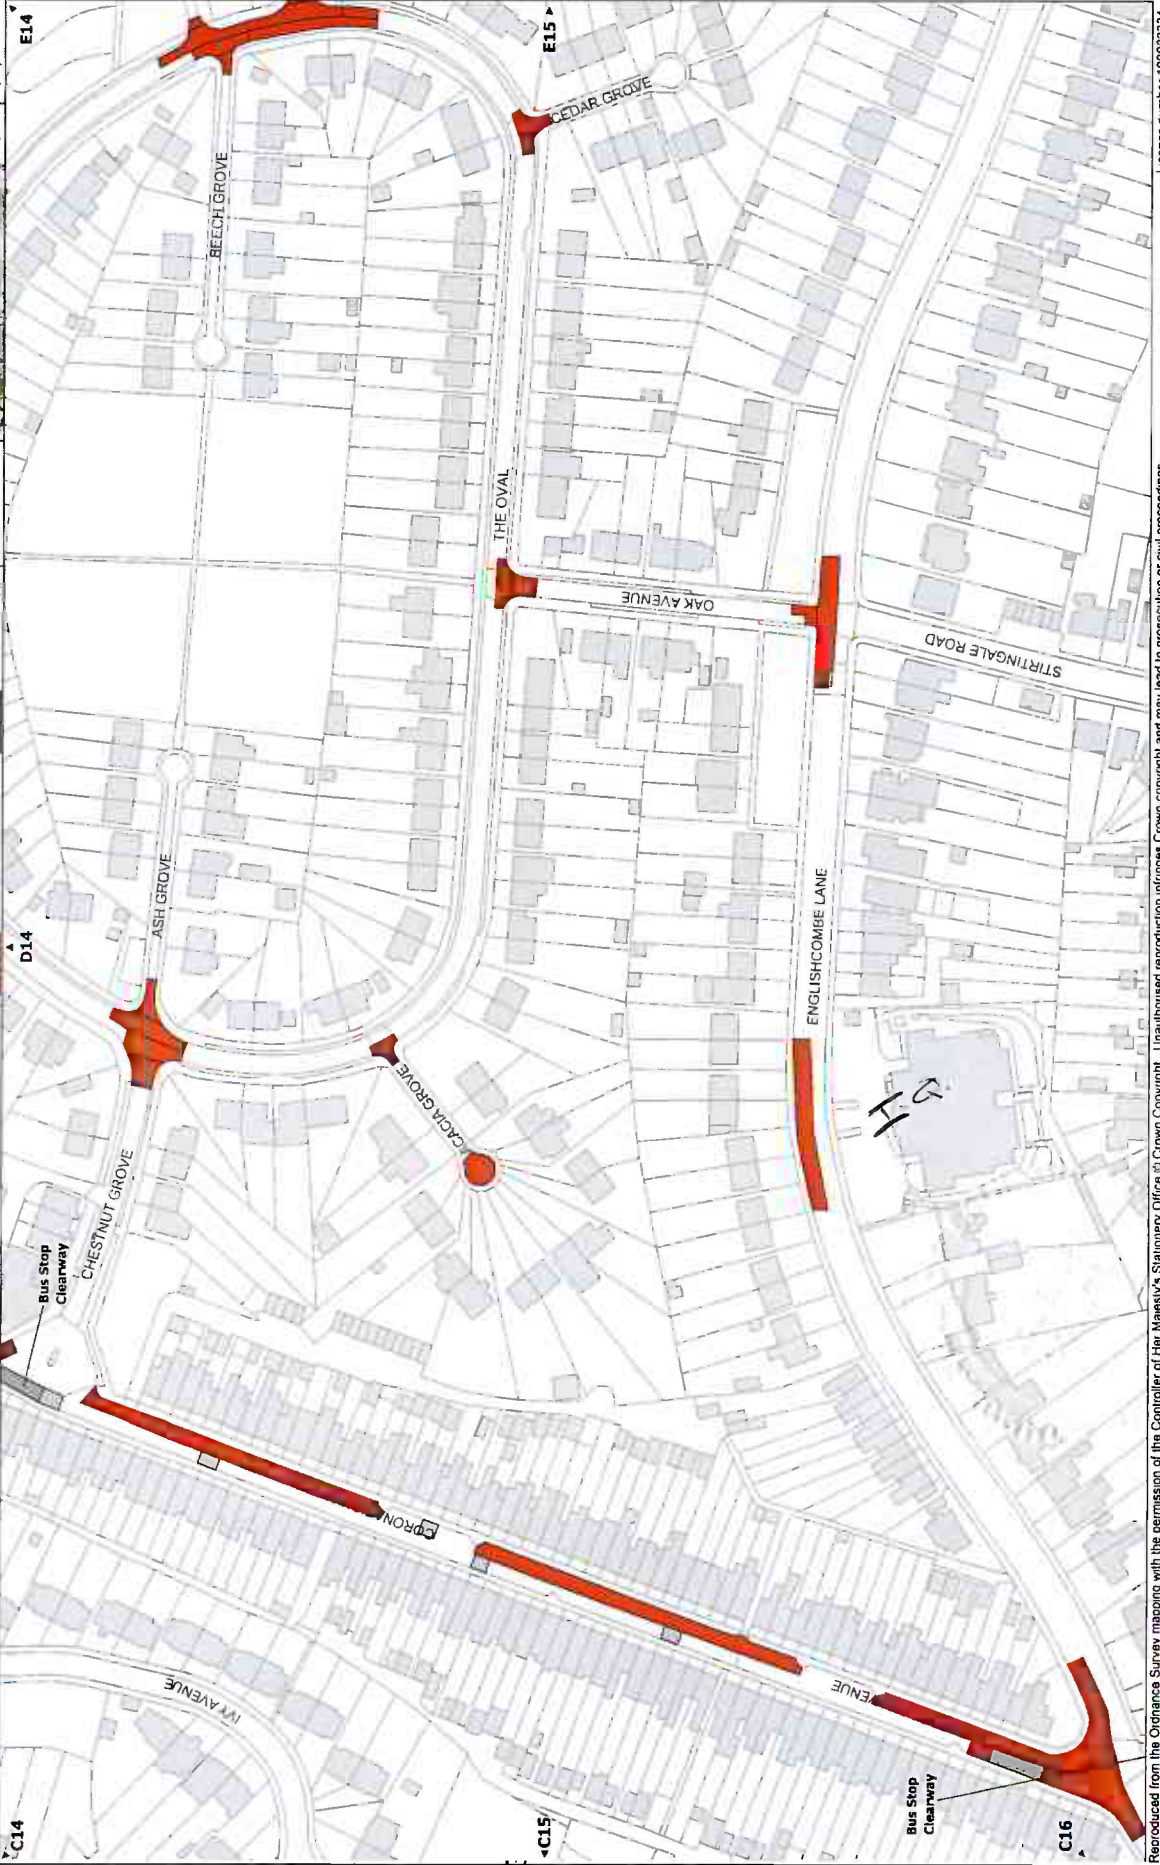 E14
E15
CEDAR GROVE
BEECH GROVE
THE OVAL
OAK AVENUE
STIRTINGALE ROAD
D14
ASH GROVE
ENGLISHCOMBE LANE
ACACIA GROVE
CHESTNUT GROVE
Bus Stop
Clearway
IVY AVENUE
Bus Stop
Clearway
C14
C15
C16
Reproduced from the Ordnance Survey mapping with the permission of the Controller of Her Majesty's Stationery Office © Crown Copyright. Unauthorised reproduction infringes Crown copyright and may lead to prosecution or civil proceedings